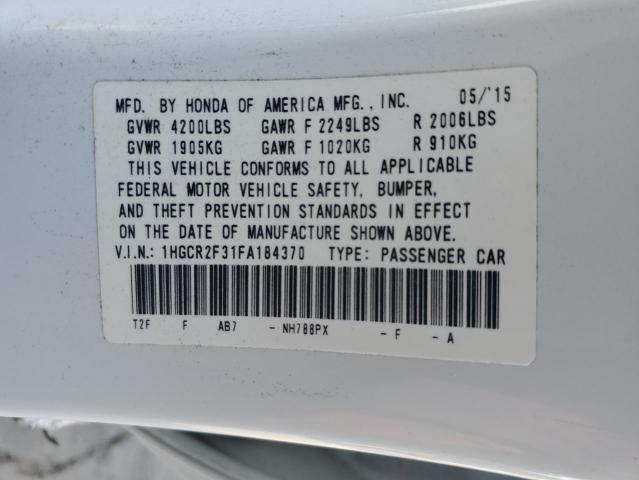 MFD. BY HONDA OF AMERICA MFG., INC. 05/'15
GVWR 4200LBS GAWR F 2249LBS R 2006LBS
GVWR 1905KG GAWR F 1020KG R 910KG
THIS VEHICLE CONFORMS TO ALL APPLICABLE
FEDERAL MOTOR VEHICLE SAFETY, BUMPER,
AND THEFT PREVENTION STANDARDS IN EFFECT
ON THE DATE OF MANUFACTURE SHOWN ABOVE.
V.I.N.: 1HGCR2F31FA184370 TYPE: PASSENGER CAR
T2F F AB7 - NH788PX - F - A